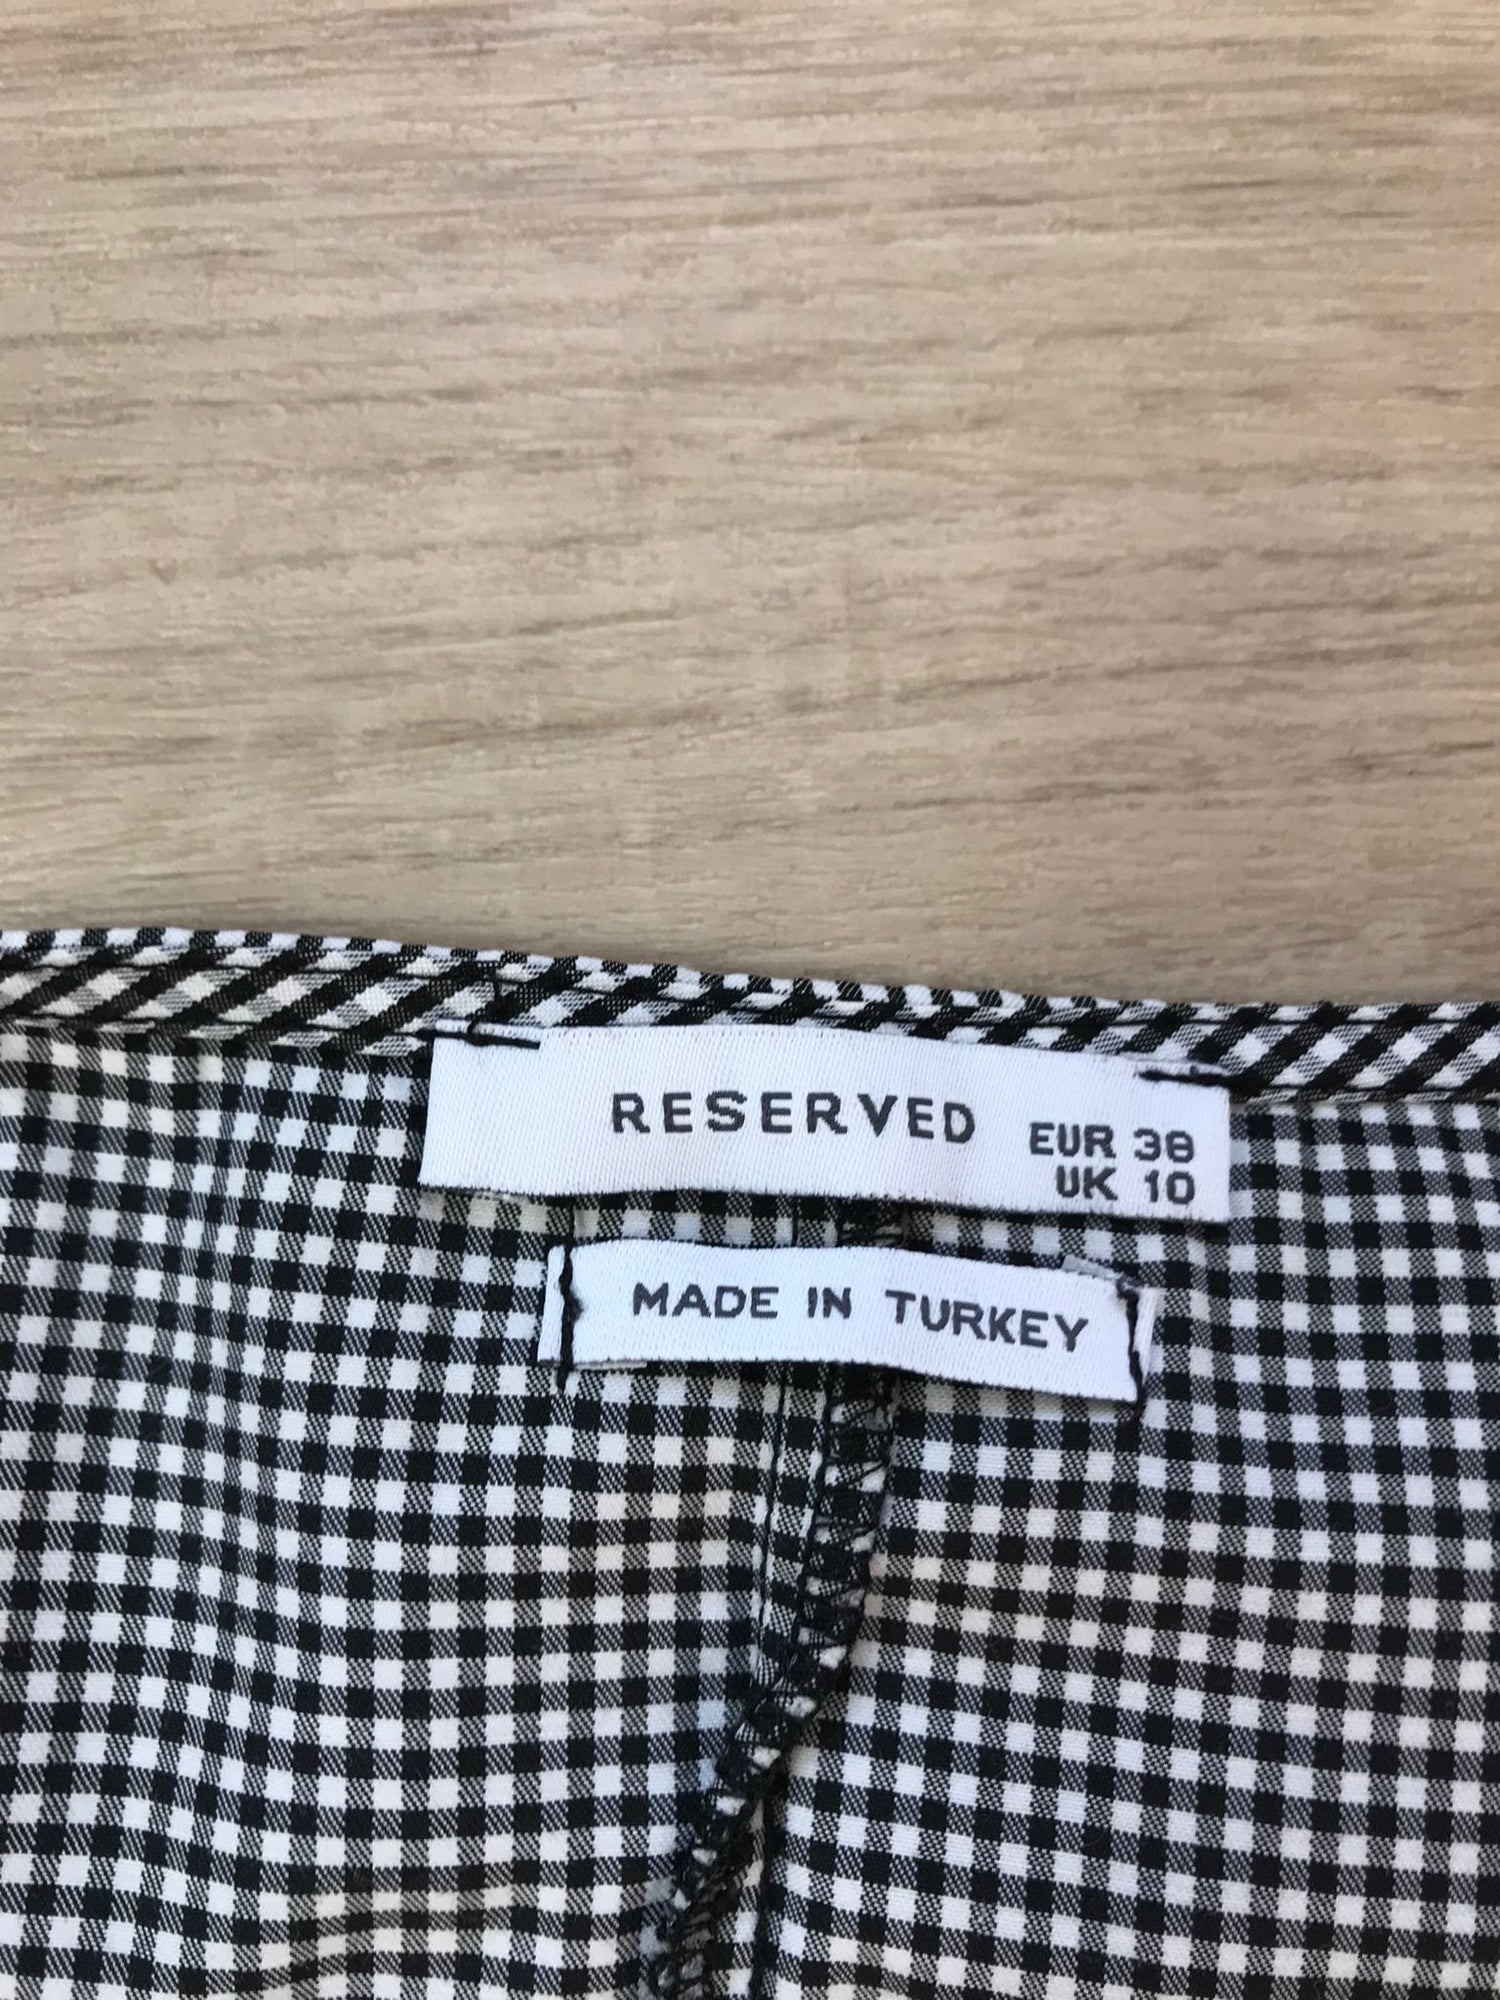 RESERVED
EUR 38
UK 10
MADE IN TURKEY